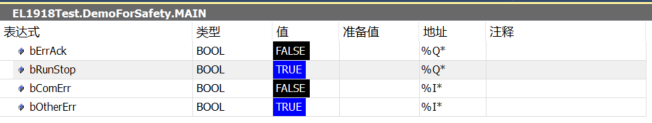 EL1918Test.DemoForSafety.MAIN
表达式 类型 值 准备值 地址 注释
bErrAck BOOL FALSE %Q*
bRunStop BOOL TRUE %Q*
bComErr BOOL FALSE %I*
bOtherErr BOOL TRUE %I*